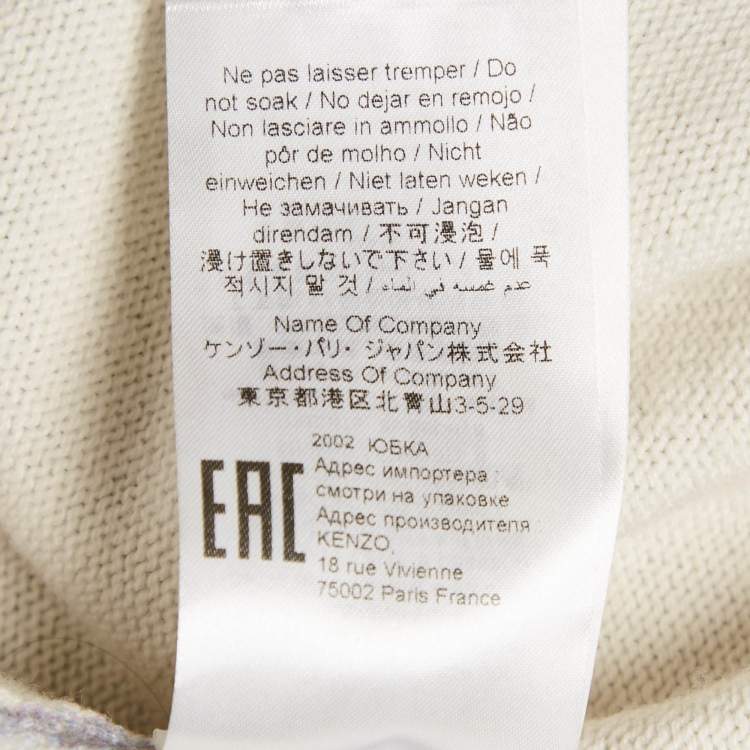 Ne pas laisser tremper / Do
not soak / No dejar en remojo /
Non lasciare in ammollo / Não
pôr de molho / Nicht
einweichen / Niet laten weken /
Не замачивать / Jangan
direndam / 不可浸泡 /
浸け置きしないで下さい / 물에 푹
적시지 말 것 / عدم غمسه في الماء
Name Of Company
ケンゾー・パリ・ジャパン株式会社
Address Of Company
東京都港区北青山3-5-29
2002 ЮБКА
EAC
Адрес импортера :
смотри на упаковке
Адрес производителя :
KENZO,
18 rue Vivienne
75002 Paris France